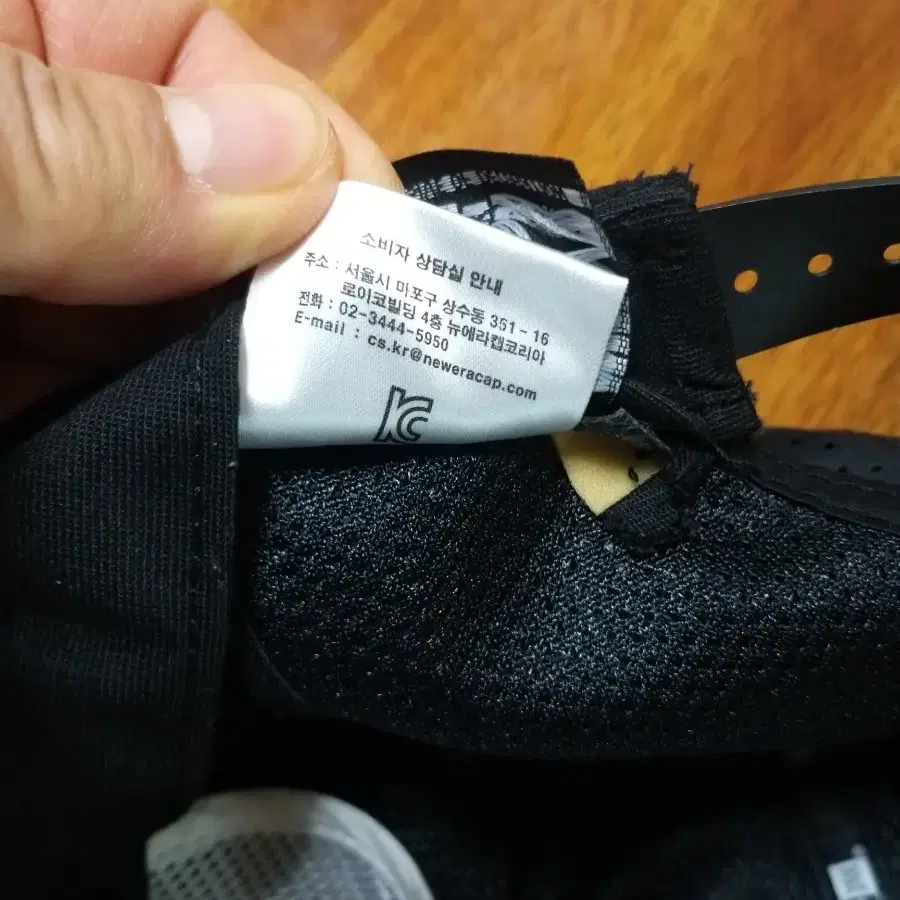 소비자 상담실 안내
주소 : 서울시 마포구 상수동 351-16
로이코빌딩 4층 뉴에라캡코리아
전화 : 02-3444-5950
E-mail : cs.kr@neweracap.com
KC